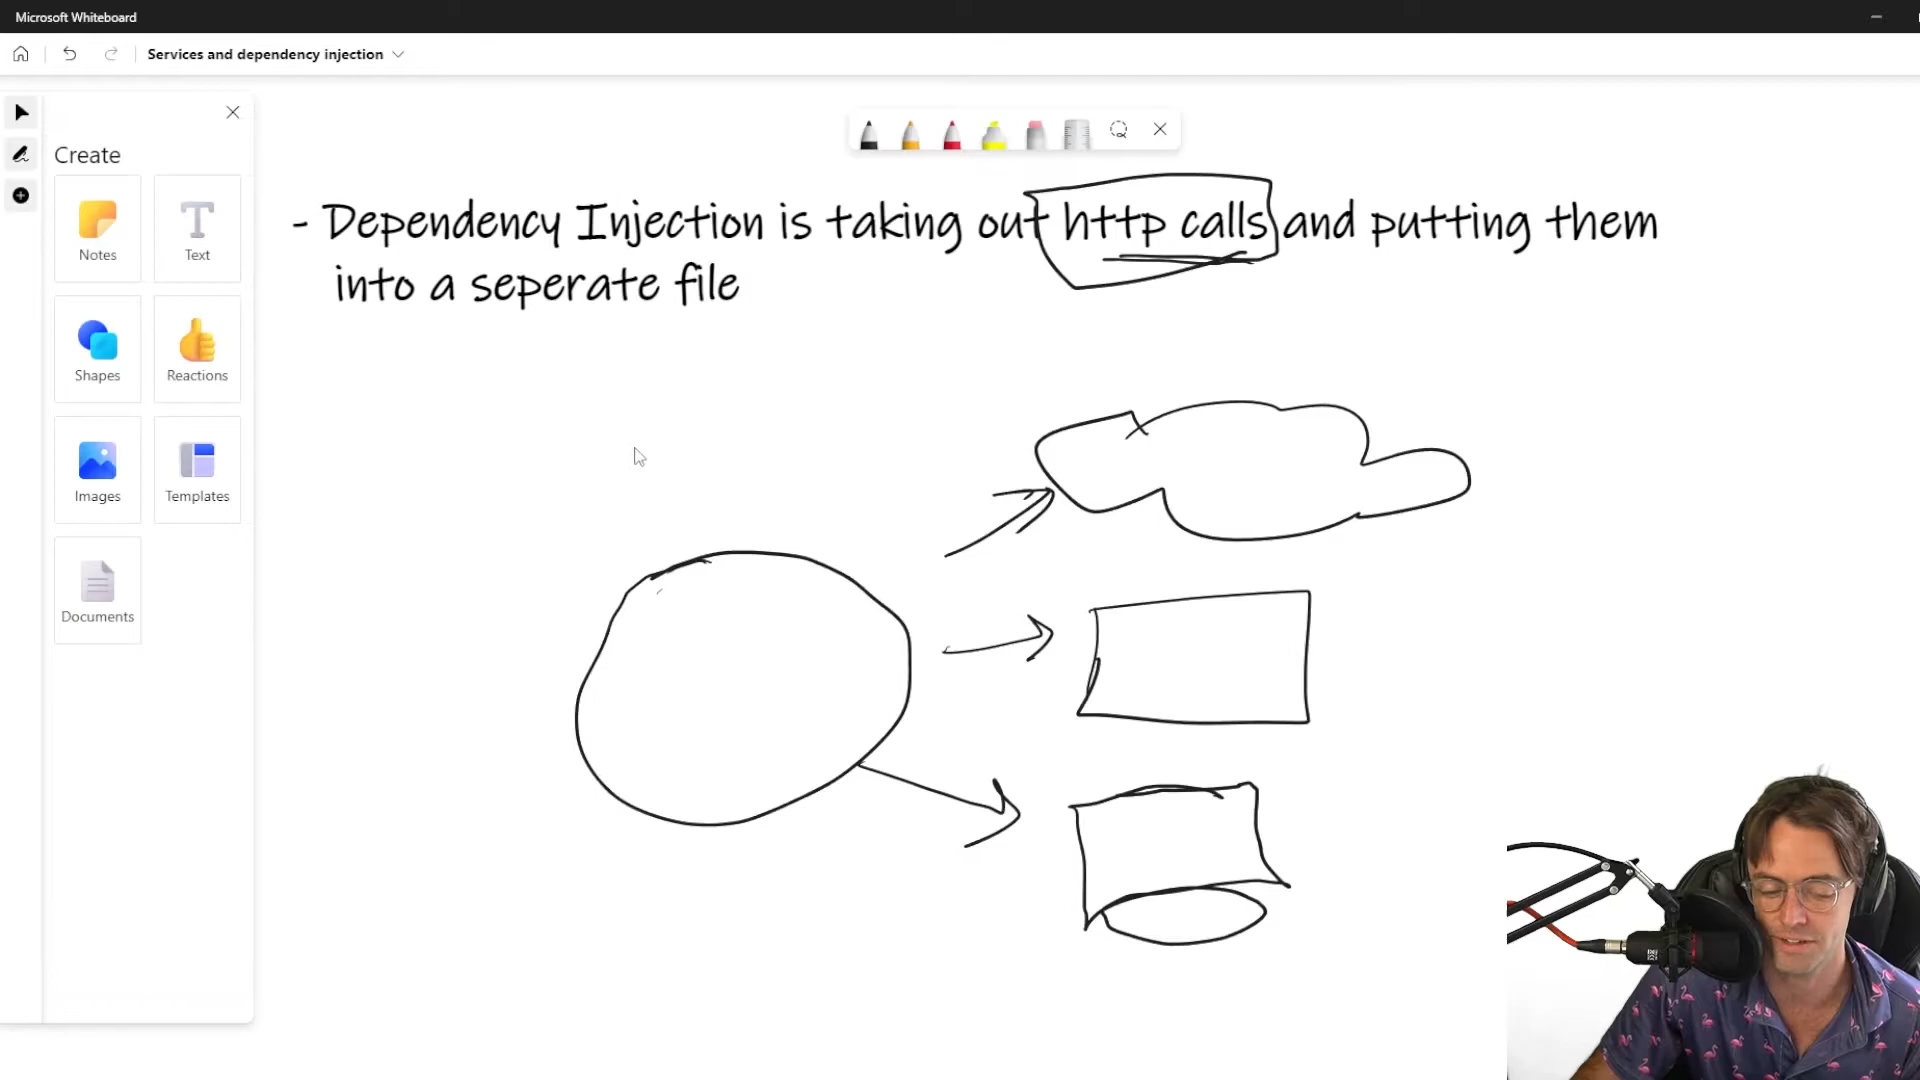 Microsoft Whiteboard
Services and dependency injection
Create
Notes
Text
Shapes
Reactions
Images
Templates
Documents
- Dependency Injection is taking out http calls and putting them
into a seperate file